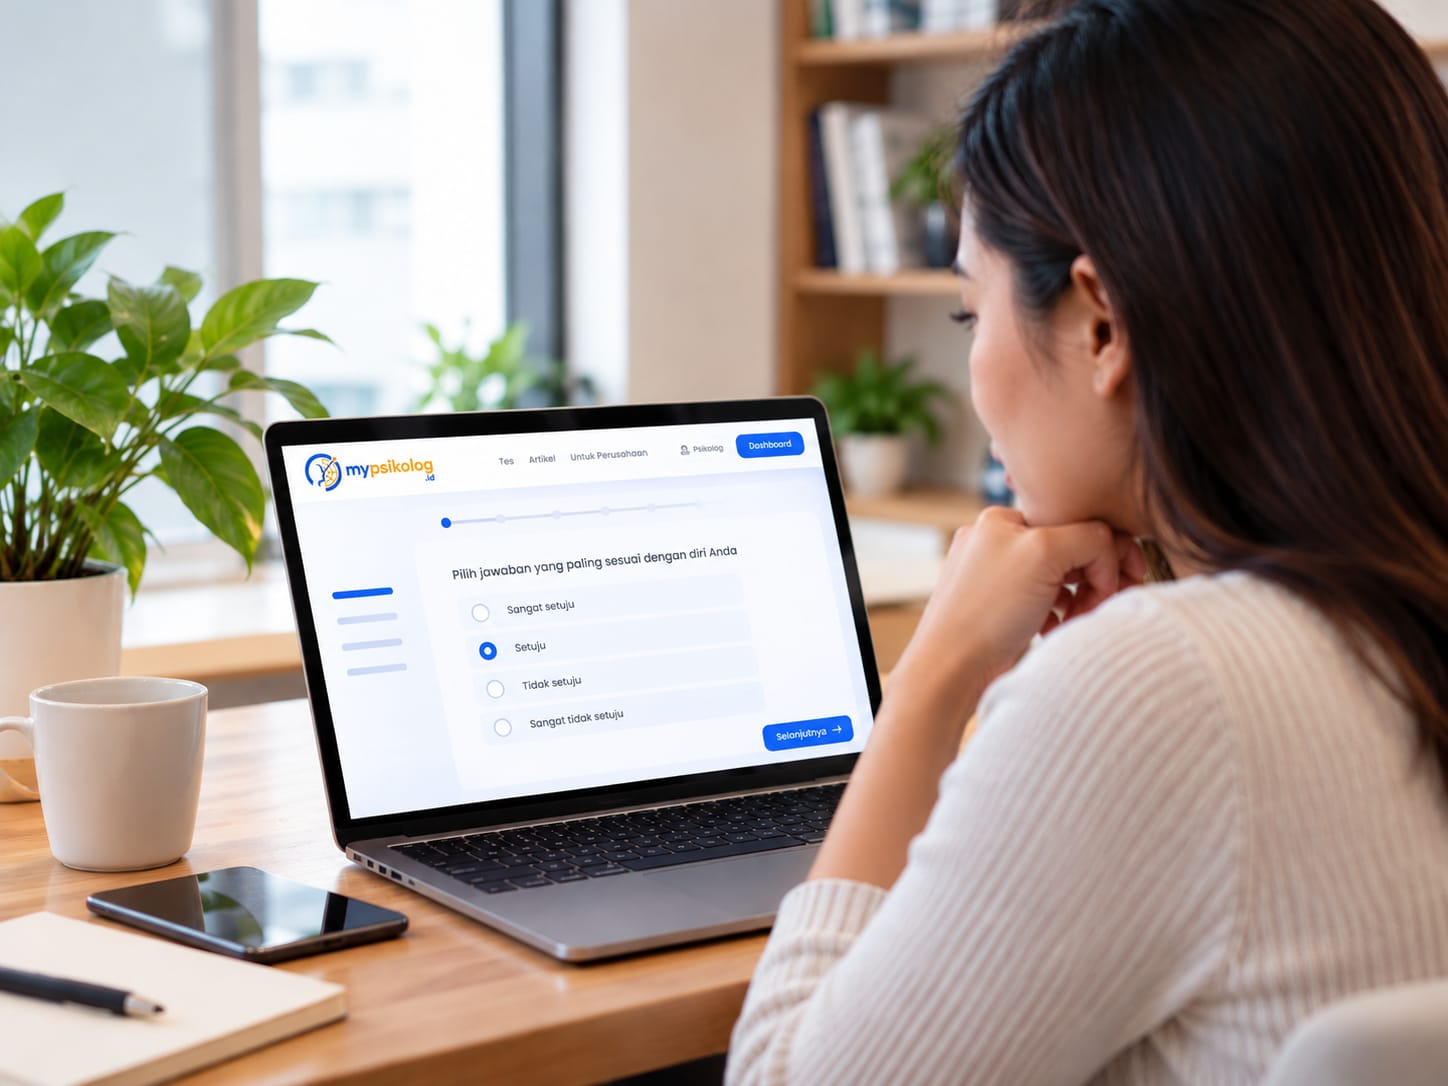 mypsikolog
.id
Tes Artikel Untuk Perusahaan Psikolog Dashboard
Pilih jawaban yang paling sesuai dengan diri Anda
Sangat setuju
Setuju
Tidak setuju
Sangat tidak setuju
Selanjutnya →